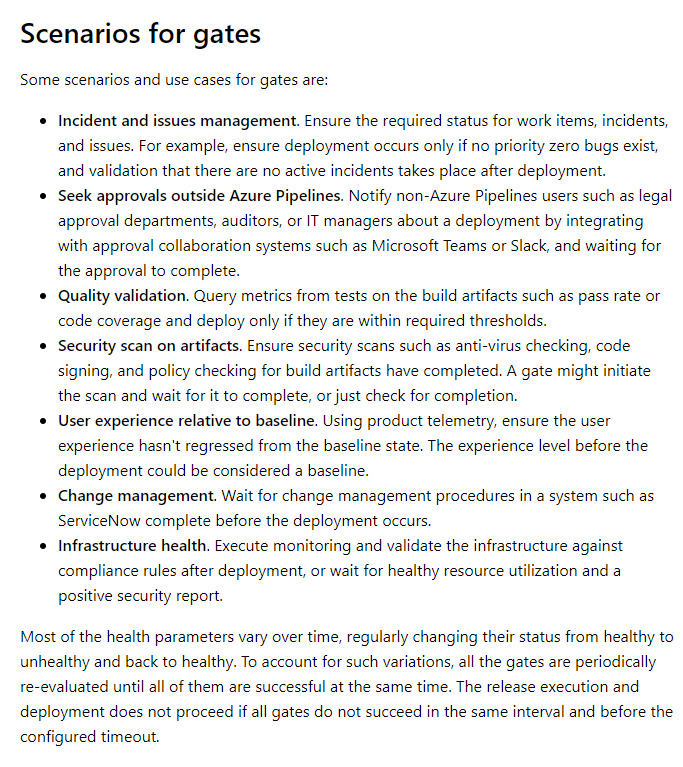 Scenarios for gates
Some scenarios and use cases for gates are:
• Incident and issues management. Ensure the required status for work items, incidents,
and issues. For example, ensure deployment occurs only if no priority zero bugs exist,
and validation that there are no active incidents takes place after deployment.
• Seek approvals outside Azure Pipelines. Notify non-Azure Pipelines users such as legal
approval departments, auditors, or IT managers about a deployment by integrating
with approval collaboration systems such as Microsoft Teams or Slack, and waiting for
the approval to complete.
• Quality validation. Query metrics from tests on the build artifacts such as pass rate or
code coverage and deploy only if they are within required thresholds.
• Security scan on artifacts. Ensure security scans such as anti-virus checking, code
signing, and policy checking for build artifacts have completed. A gate might initiate
the scan and wait for it to complete, or just check for completion.
• User experience relative to baseline. Using product telemetry, ensure the user
experience hasn't regressed from the baseline state. The experience level before the
deployment could be considered a baseline.
• Change management. Wait for change management procedures in a system such as
ServiceNow complete before the deployment occurs.
• Infrastructure health. Execute monitoring and validate the infrastructure against
compliance rules after deployment, or wait for healthy resource utilization and a
positive security report.
Most of the health parameters vary over time, regularly changing their status from healthy to
unhealthy and back to healthy. To account for such variations, all the gates are periodically
re-evaluated until all of them are successful at the same time. The release execution and
deployment does not proceed if all gates do not succeed in the same interval and before the
configured timeout.